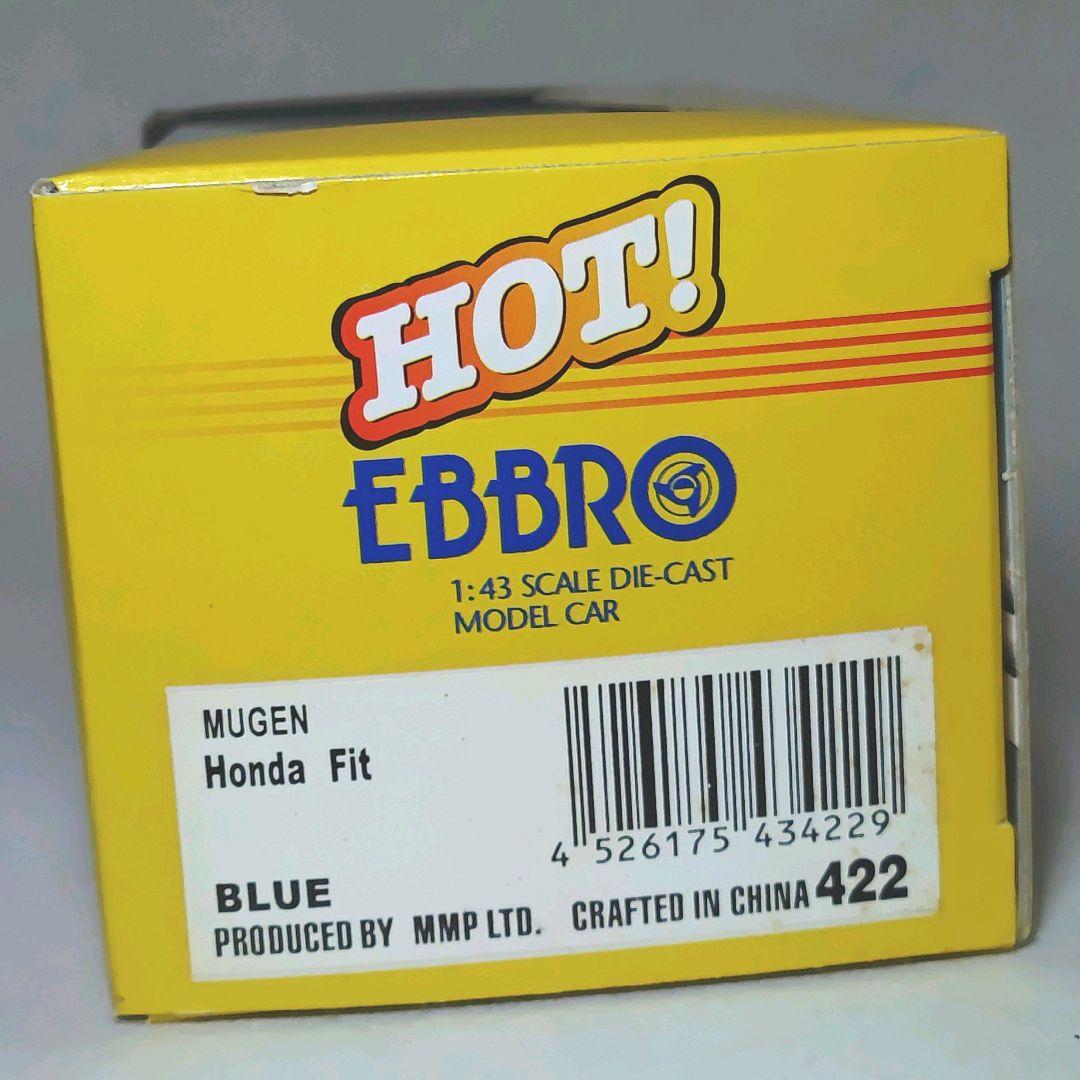 HOT!
EBBRO
1:43 SCALE DIE-CAST
MODEL CAR
MUGEN
Honda Fit
4 526175 434229
BLUE
PRODUCED BY MMP LTD. CRAFTED IN CHINA 422